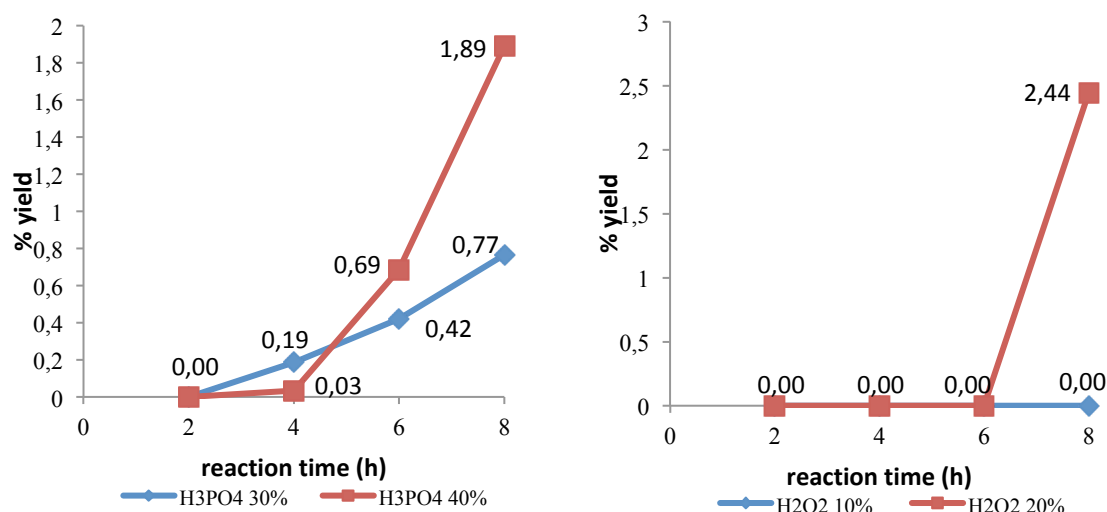 2
1,8
1,6
1,4
1,2
1
0,8
0,6
0,4
0,2
0
% yield
1,89
0,69
0,77
0,19
0,42
0,00
0,03
0 2 4 6 8
reaction time (h)
H3PO4 30% H3PO4 40%
3
2,5
2
1,5
1
0,5
0
% yield
2,44
0,00 0,00 0,00 0,00
0 2 4 6 8
reaction time (h)
H2O2 10% H2O2 20%